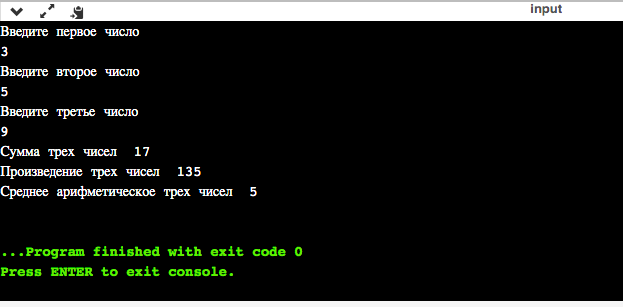 input
Введите первое число
3
Введите второе число
5
Введите третье число
9
Сумма трех чисел 17
Произведение трех чисел 135
Среднее арифметическое трех чисел 5
...Program finished with exit code 0
Press ENTER to exit console.